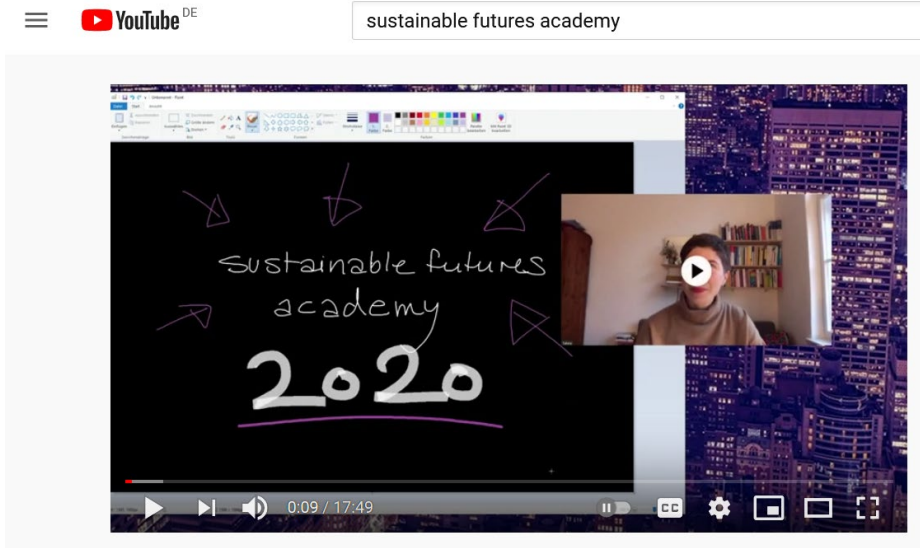 YouTube DE
sustainable futures academy
sustainable futures
academy
2020
0:09 / 17:49
CC